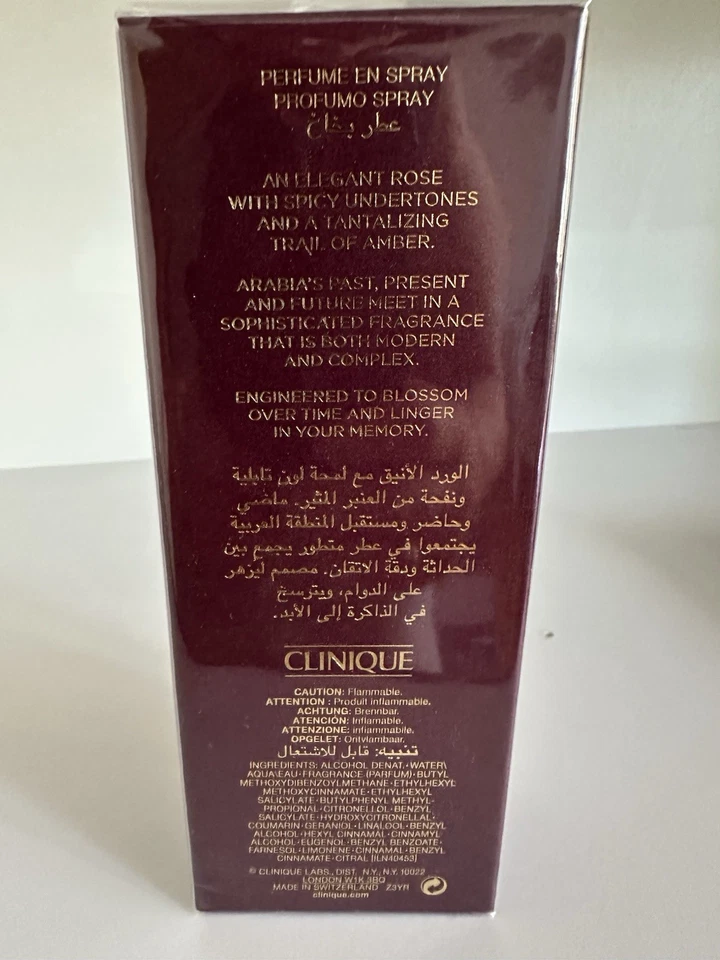 PERFUME EN SPRAY
PROFUMO SPRAY
عطر بخاخ
AN ELEGANT ROSE
WITH SPICY UNDERTONES
AND A TANTALIZING
TRAIL OF AMBER.
ARABIA'S PAST, PRESENT
AND FUTURE MEET IN A
SOPHISTICATED FRAGRANCE
THAT IS BOTH MODERN
AND COMPLEX.
ENGINEERED TO BLOSSOM
OVER TIME AND LINGER
IN YOUR MEMORY.
الورد الأنيق مع لمحة لون تابلية
ونفحة من العنبر المثير. ماضي
وحاضر ومستقبل المنطقة العربية
يجتمعوا في عطر متطور يجمع بين
الحداثة ودقة الاتقان. مصمم ليزهر
على الدوام، ويترسخ
في الذاكرة إلى الأبد.
CLINIQUE
CAUTION: Flammable.
ATTENTION : Produit inflammable.
ACHTUNG: Brennbar.
ATENCIÓN: Inflamable.
ATTENZIONE: infiammabile.
OPGELET: Ontvlambaar.
تنبيه: قابل للاشتعال
INGREDIENTS: ALCOHOL DENAT.·WATER\
AQUA\EAU·FRAGRANCE (PARFUM)·BUTYL
METHOXYDIBENZOYLMETHANE·ETHYLHEXYL
METHOXYCINNAMATE·ETHYLHEXYL
SALICYLATE·BUTYLPHENYL METHYL-
PROPIONAL·CITRONELLOL·BENZYL
SALICYLATE·HYDROXYCITRONELLAL·
COUMARIN·GERANIOL·LINALOOL·BENZYL
ALCOHOL·HEXYL CINNAMAL·CINNAMYL
ALCOHOL·EUGENOL·BENZYL BENZOATE·
FARNESOL·LIMONENE·CINNAMAL·BENZYL
CINNAMATE·CITRAL [ILN40453]
© CLINIQUE LABS., DIST. N.Y., N.Y. 10022
LONDON W1K 3BQ
MADE IN SWITZERLAND Z3YR
clinique.com